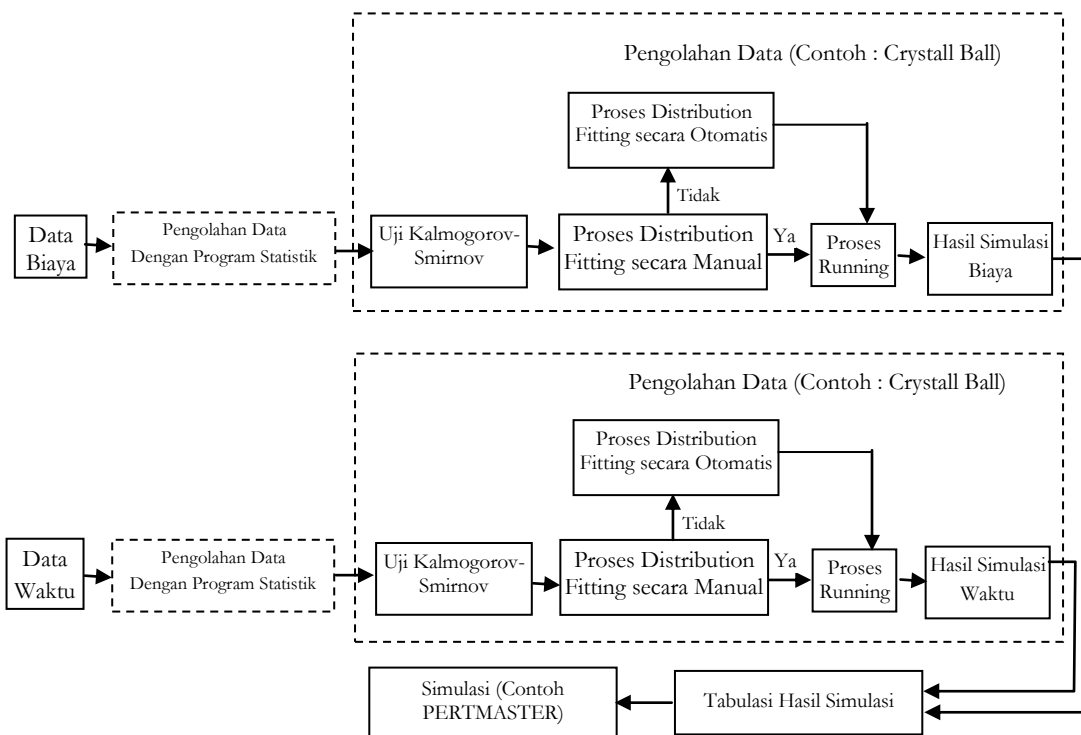 Pengolahan Data (Contoh : Crystall Ball)
Proses Distribution
Fitting secara Otomatis
Tidak
Data
Biaya
Pengolahan Data
Dengan Program Statistik
Uji Kalmogorov-
Smirnov
Proses Distribution
Fitting secara Manual
Ya
Proses
Running
Hasil Simulasi
Biaya
Pengolahan Data (Contoh : Crystall Ball)
Proses Distribution
Fitting secara Otomatis
Tidak
Data
Waktu
Pengolahan Data
Dengan Program Statistik
Uji Kalmogorov-
Smirnov
Proses Distribution
Fitting secara Manual
Ya
Proses
Running
Hasil Simulasi
Waktu
Simulasi (Contoh
PERTMASTER)
Tabulasi Hasil Simulasi